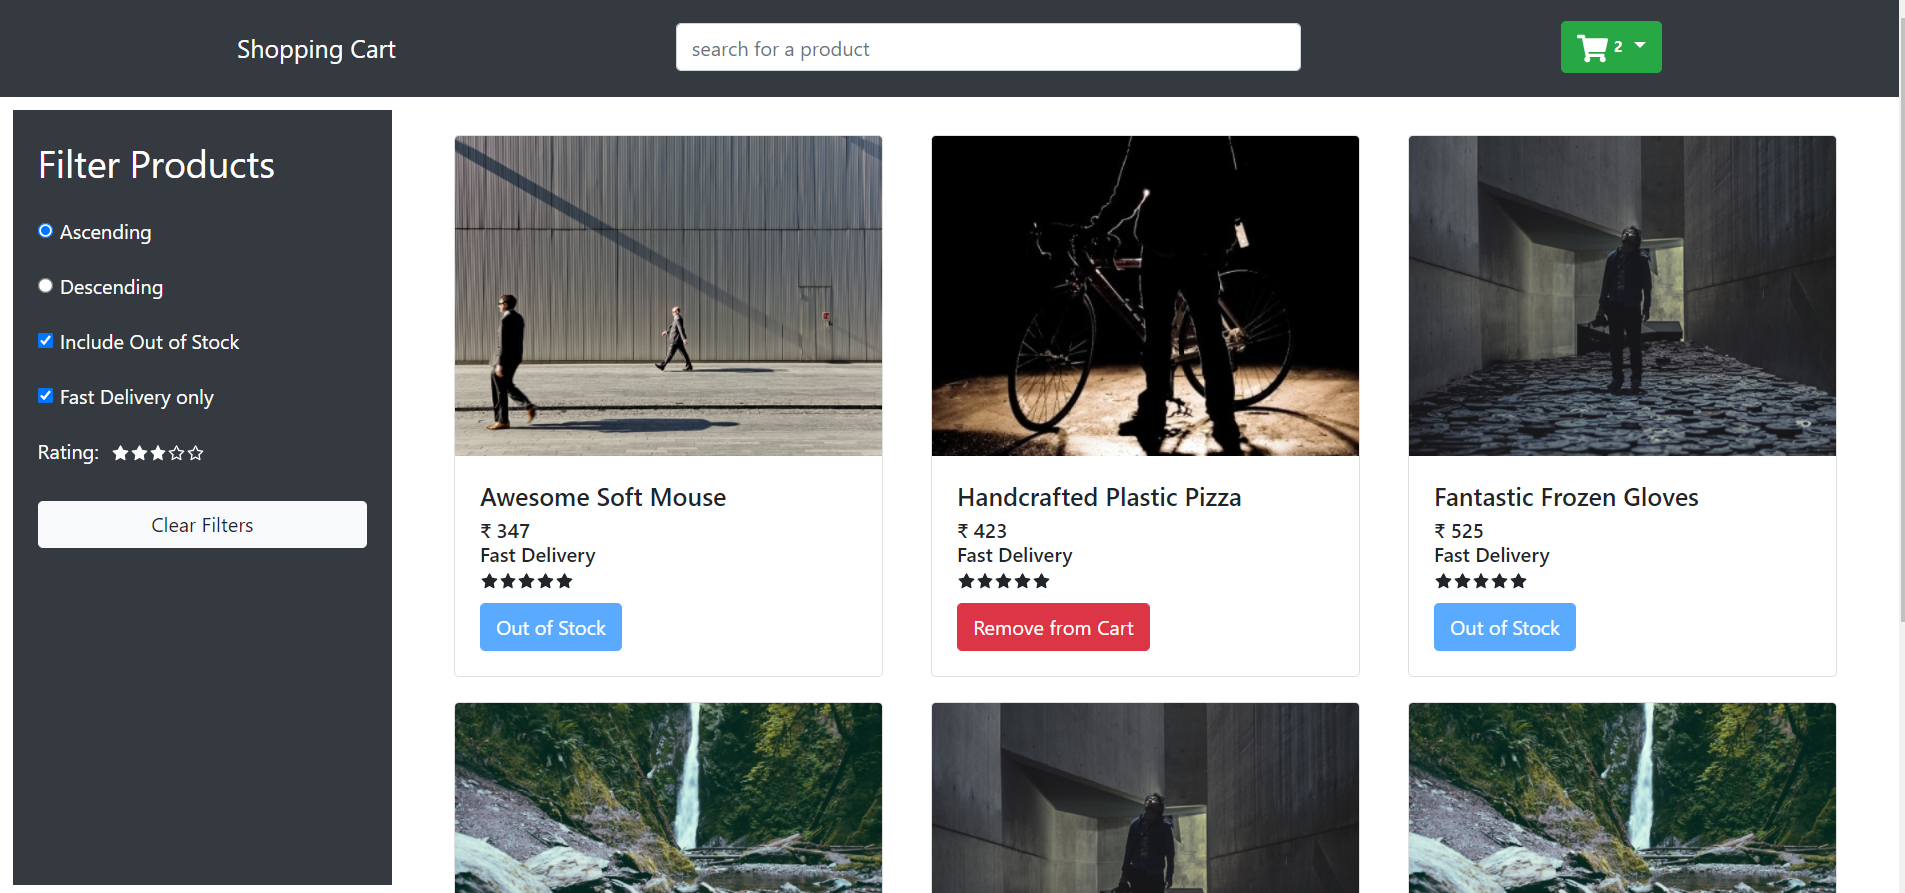 Shopping Cart
search for a product
2
Filter Products
Ascending
Descending
Include Out of Stock
Fast Delivery only
Rating:
Clear Filters
Awesome Soft Mouse
₹ 347
Fast Delivery
Out of Stock
Handcrafted Plastic Pizza
₹ 423
Fast Delivery
Remove from Cart
Fantastic Frozen Gloves
₹ 525
Fast Delivery
Out of Stock